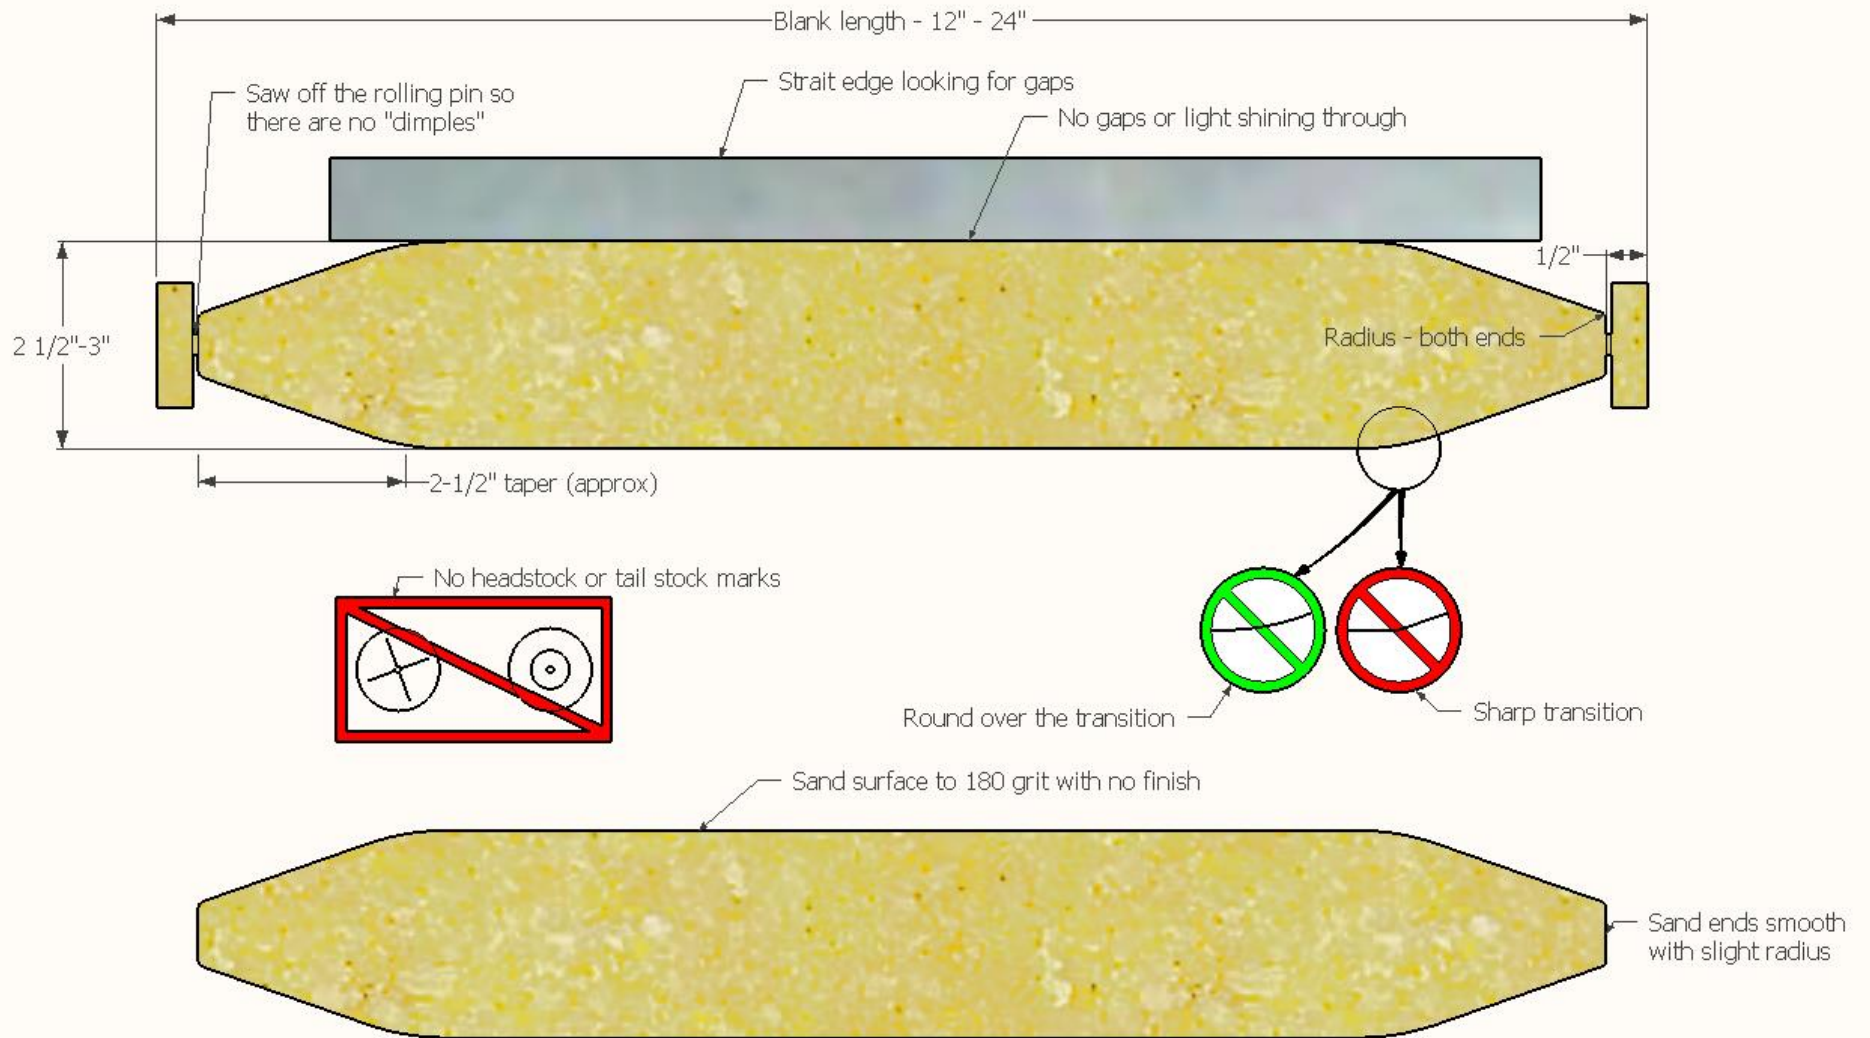 Blank length - 12" - 24"
Strait edge looking for gaps
Saw off the rolling pin so
there are no "dimples"
No gaps or light shining through
1/2"
Radius - both ends
2 1/2"-3"
2-1/2" taper (approx)
No headstock or tail stock marks
Round over the transition
Sharp transition
Sand surface to 180 grit with no finish
Sand ends smooth
with slight radius